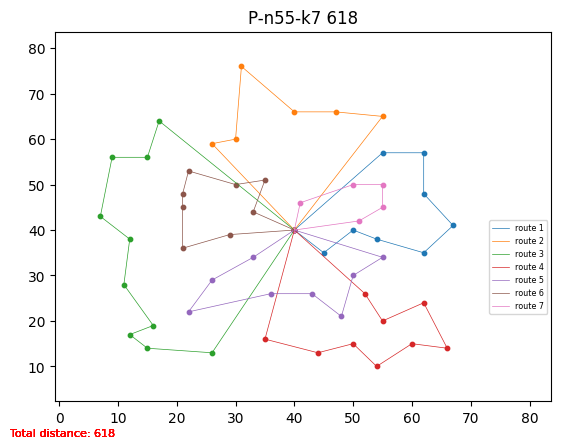 P-n55-k7 618
80
70
60
50
40
30
20
10
0 10 20 30 40 50 60 70 80
route 1
route 2
route 3
route 4
route 5
route 6
route 7
Total distance: 618